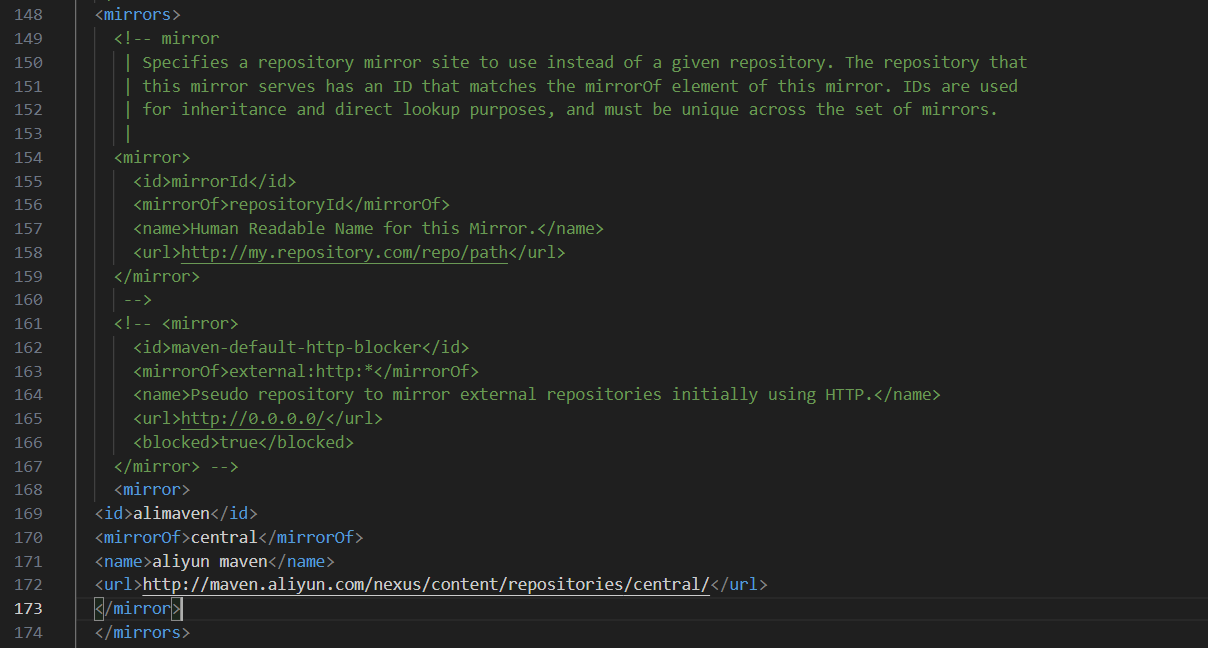 148 <mirrors>
149 <!-- mirror
150 | Specifies a repository mirror site to use instead of a given repository. The repository that
151 | this mirror serves has an ID that matches the mirrorOf element of this mirror. IDs are used
152 | for inheritance and direct lookup purposes, and must be unique across the set of mirrors.
153 |
154 <mirror>
155 <id>mirrorId</id>
156 <mirrorOf>repositoryId</mirrorOf>
157 <name>Human Readable Name for this Mirror.</name>
158 <url>http://my.repository.com/repo/path</url>
159 </mirror>
160 -->
161 <!-- <mirror>
162 <id>maven-default-http-blocker</id>
163 <mirrorOf>external:http:*</mirrorOf>
164 <name>Pseudo repository to mirror external repositories initially using HTTP.</name>
165 <url>http://0.0.0.0/</url>
166 <blocked>true</blocked>
167 </mirror> -->
168 <mirror>
169 <id>alimaven</id>
170 <mirrorOf>central</mirrorOf>
171 <name>aliyun maven</name>
172 <url>http://maven.aliyun.com/nexus/content/repositories/central/</url>
173 </mirror>
174 </mirrors>